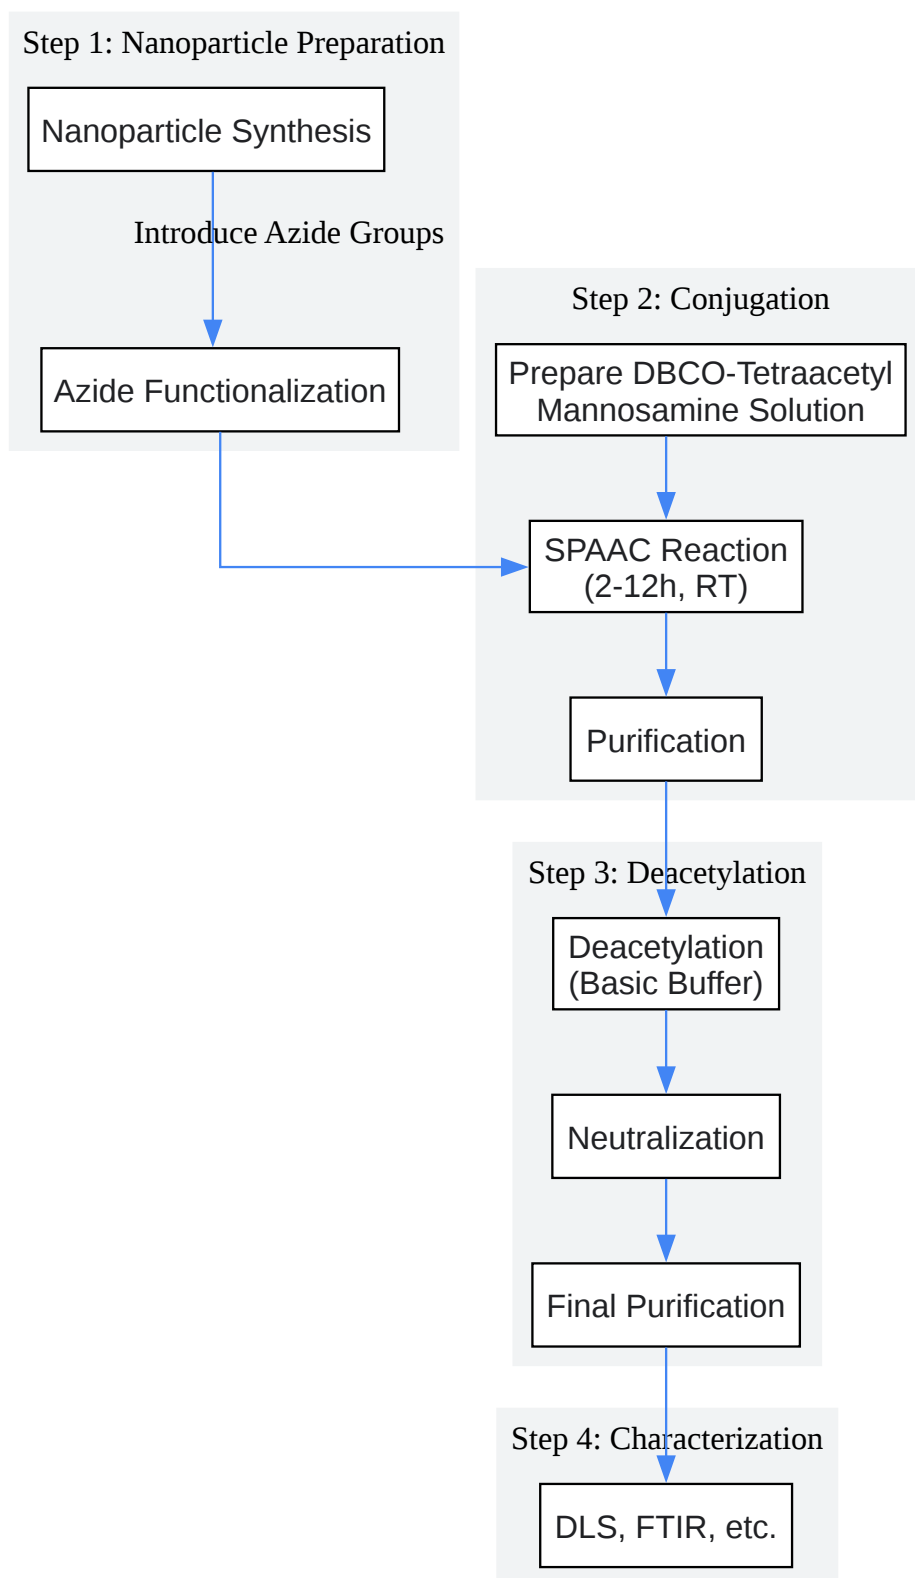 Step 1: Nanoparticle Preparation
Nanoparticle Synthesis
Introduce Azide Groups
Azide Functionalization
Step 2: Conjugation
Prepare DBCO-Tetraacetyl
Mannosamine Solution
SPAAC Reaction
(2-12h, RT)
Purification
Step 3: Deacetylation
Deacetylation
(Basic Buffer)
Neutralization
Final Purification
Step 4: Characterization
DLS, FTIR, etc.